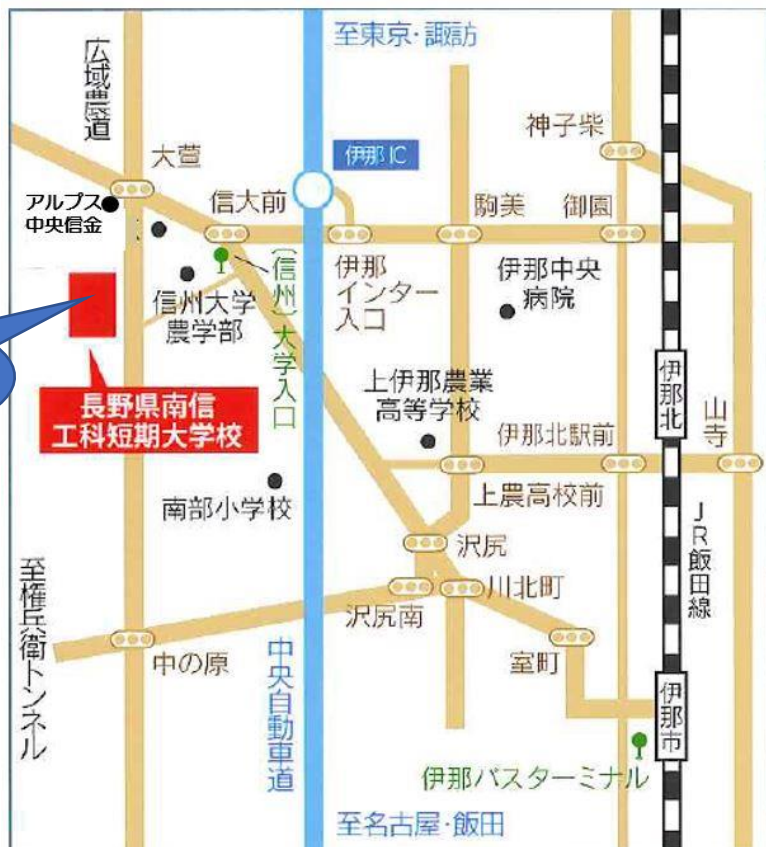 至東京・諏訪
広域農道
大萱
伊那IC
神子柴
アルプス
中央信金
信大前
駒美
御園
(信州)大学入口
伊那
インター
入口
伊那中央
病院
信州大学
農学部
長野県南信
工科短期大学校
上伊那農業
高等学校
伊那北
山寺
伊那北駅前
南部小学校
上農高校前
JR飯田線
沢尻
至権兵衛トンネル
沢尻南
川北町
中の原
中央自動車道
室町
伊那市
伊那バスターミナル
至名古屋・飯田